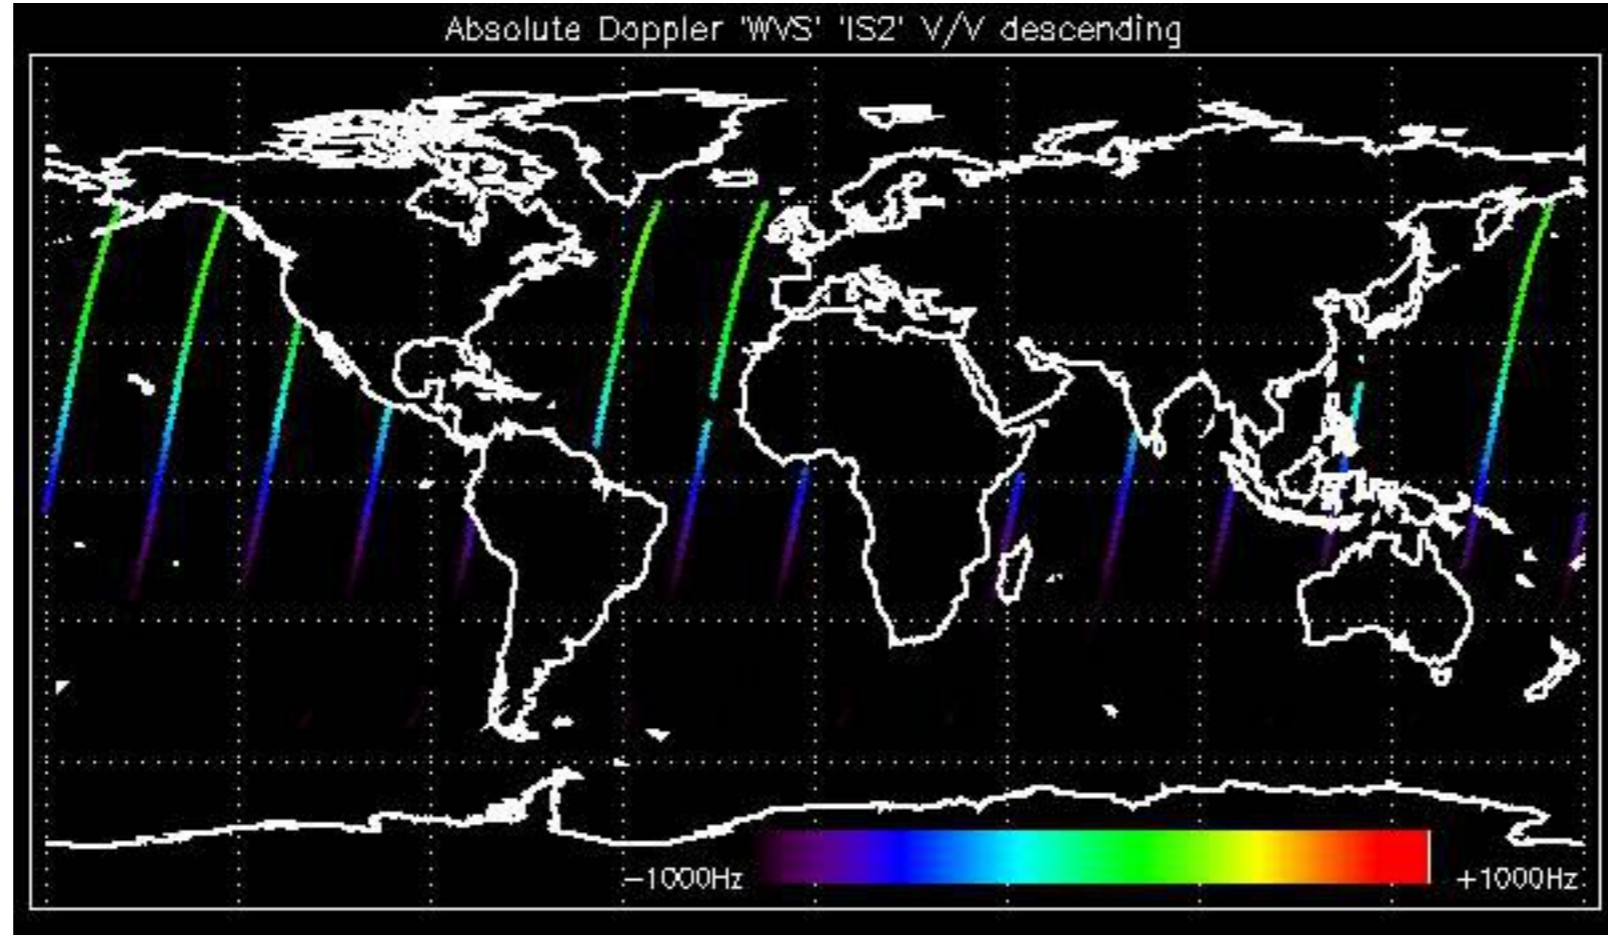 Absolute Doppler 'WVS' 'IS2' V/V descending
−1000Hz
+1000Hz